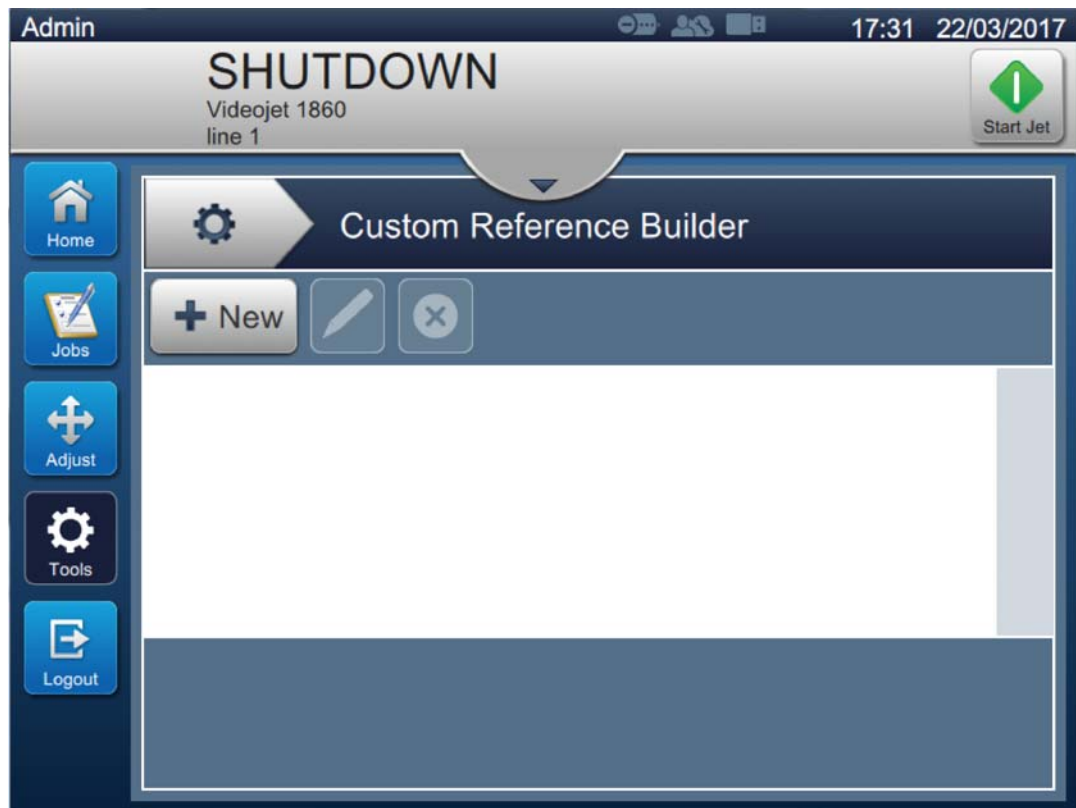 Admin
17:31 22/03/2017
SHUTDOWN
Videojet 1860
line 1
Start Jet
Home
Custom Reference Builder
New
Jobs
Adjust
Tools
Logout